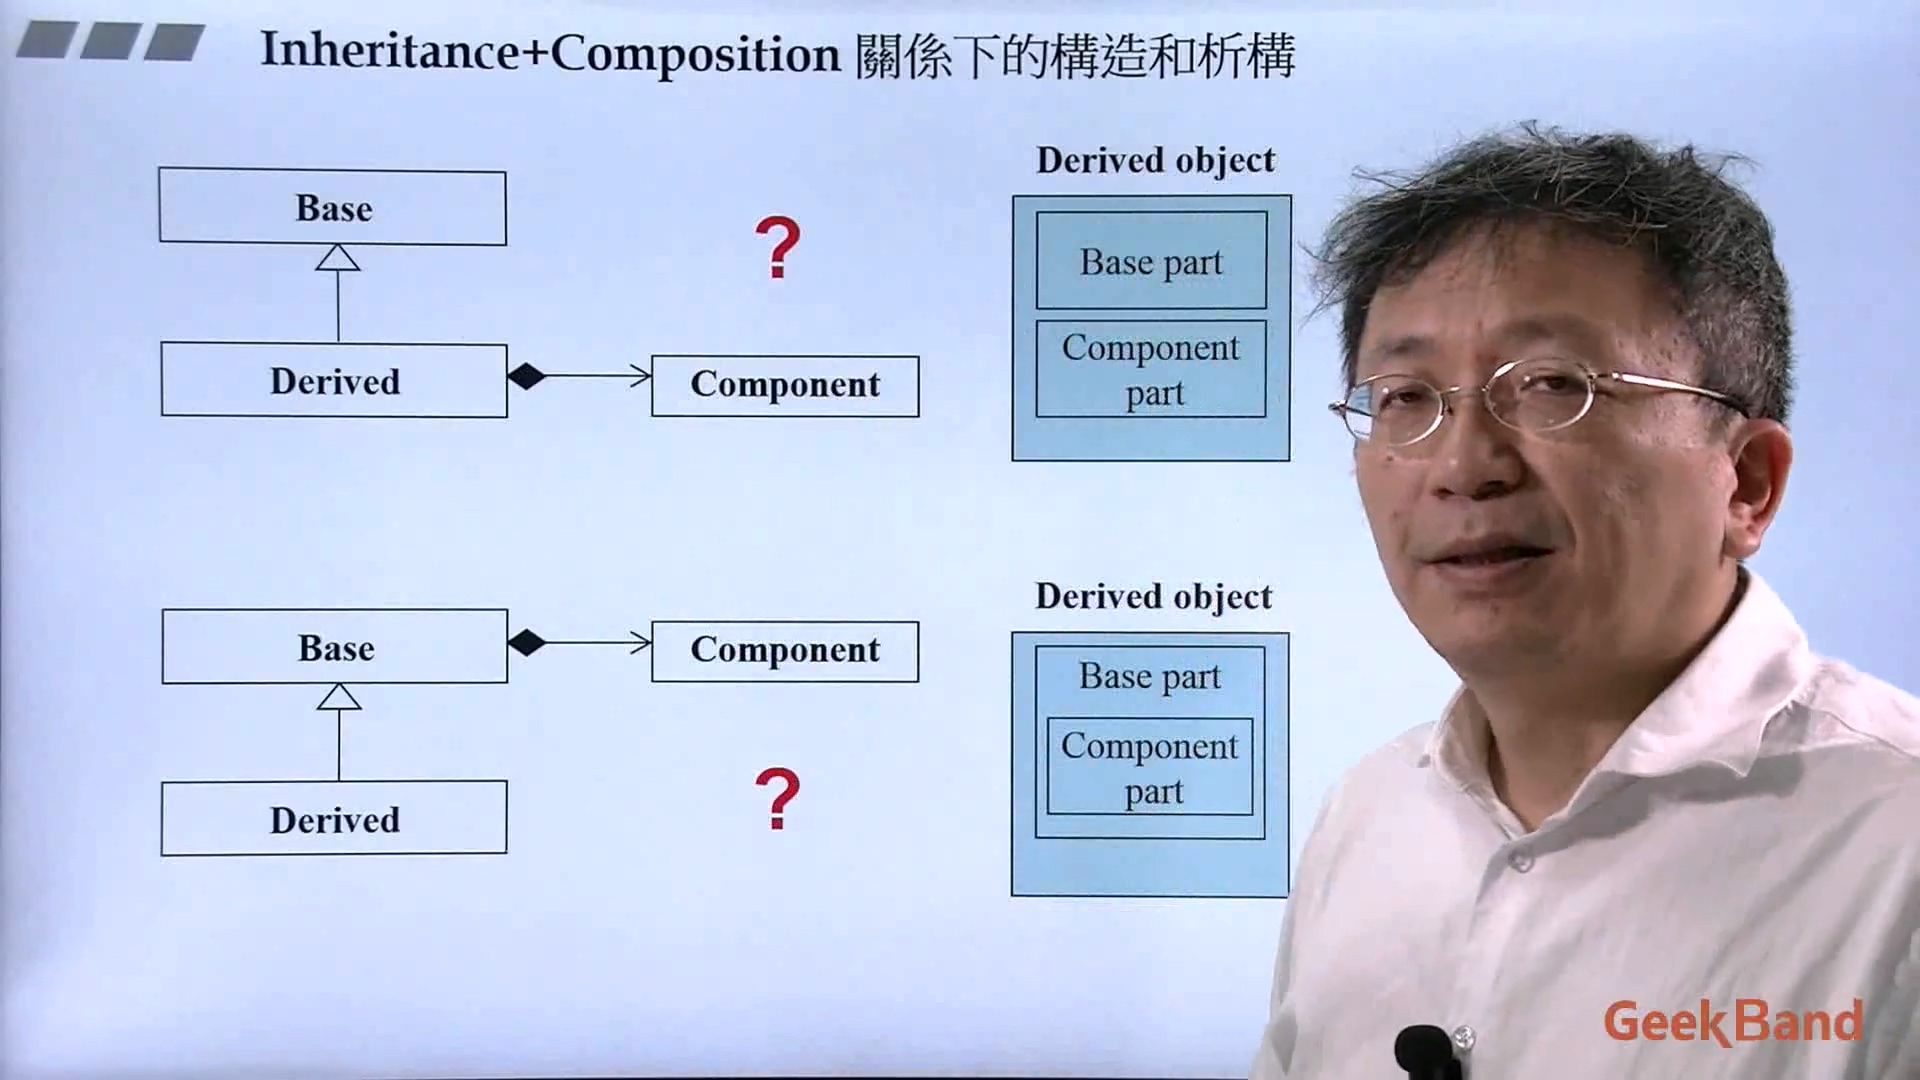 Inheritance+Composition 關係下的構造和析構
Base
?
Derived
Component
Derived object
Base part
Component
part
Base
Component
Derived
?
Derived object
Base part
Component
part
GeekBand